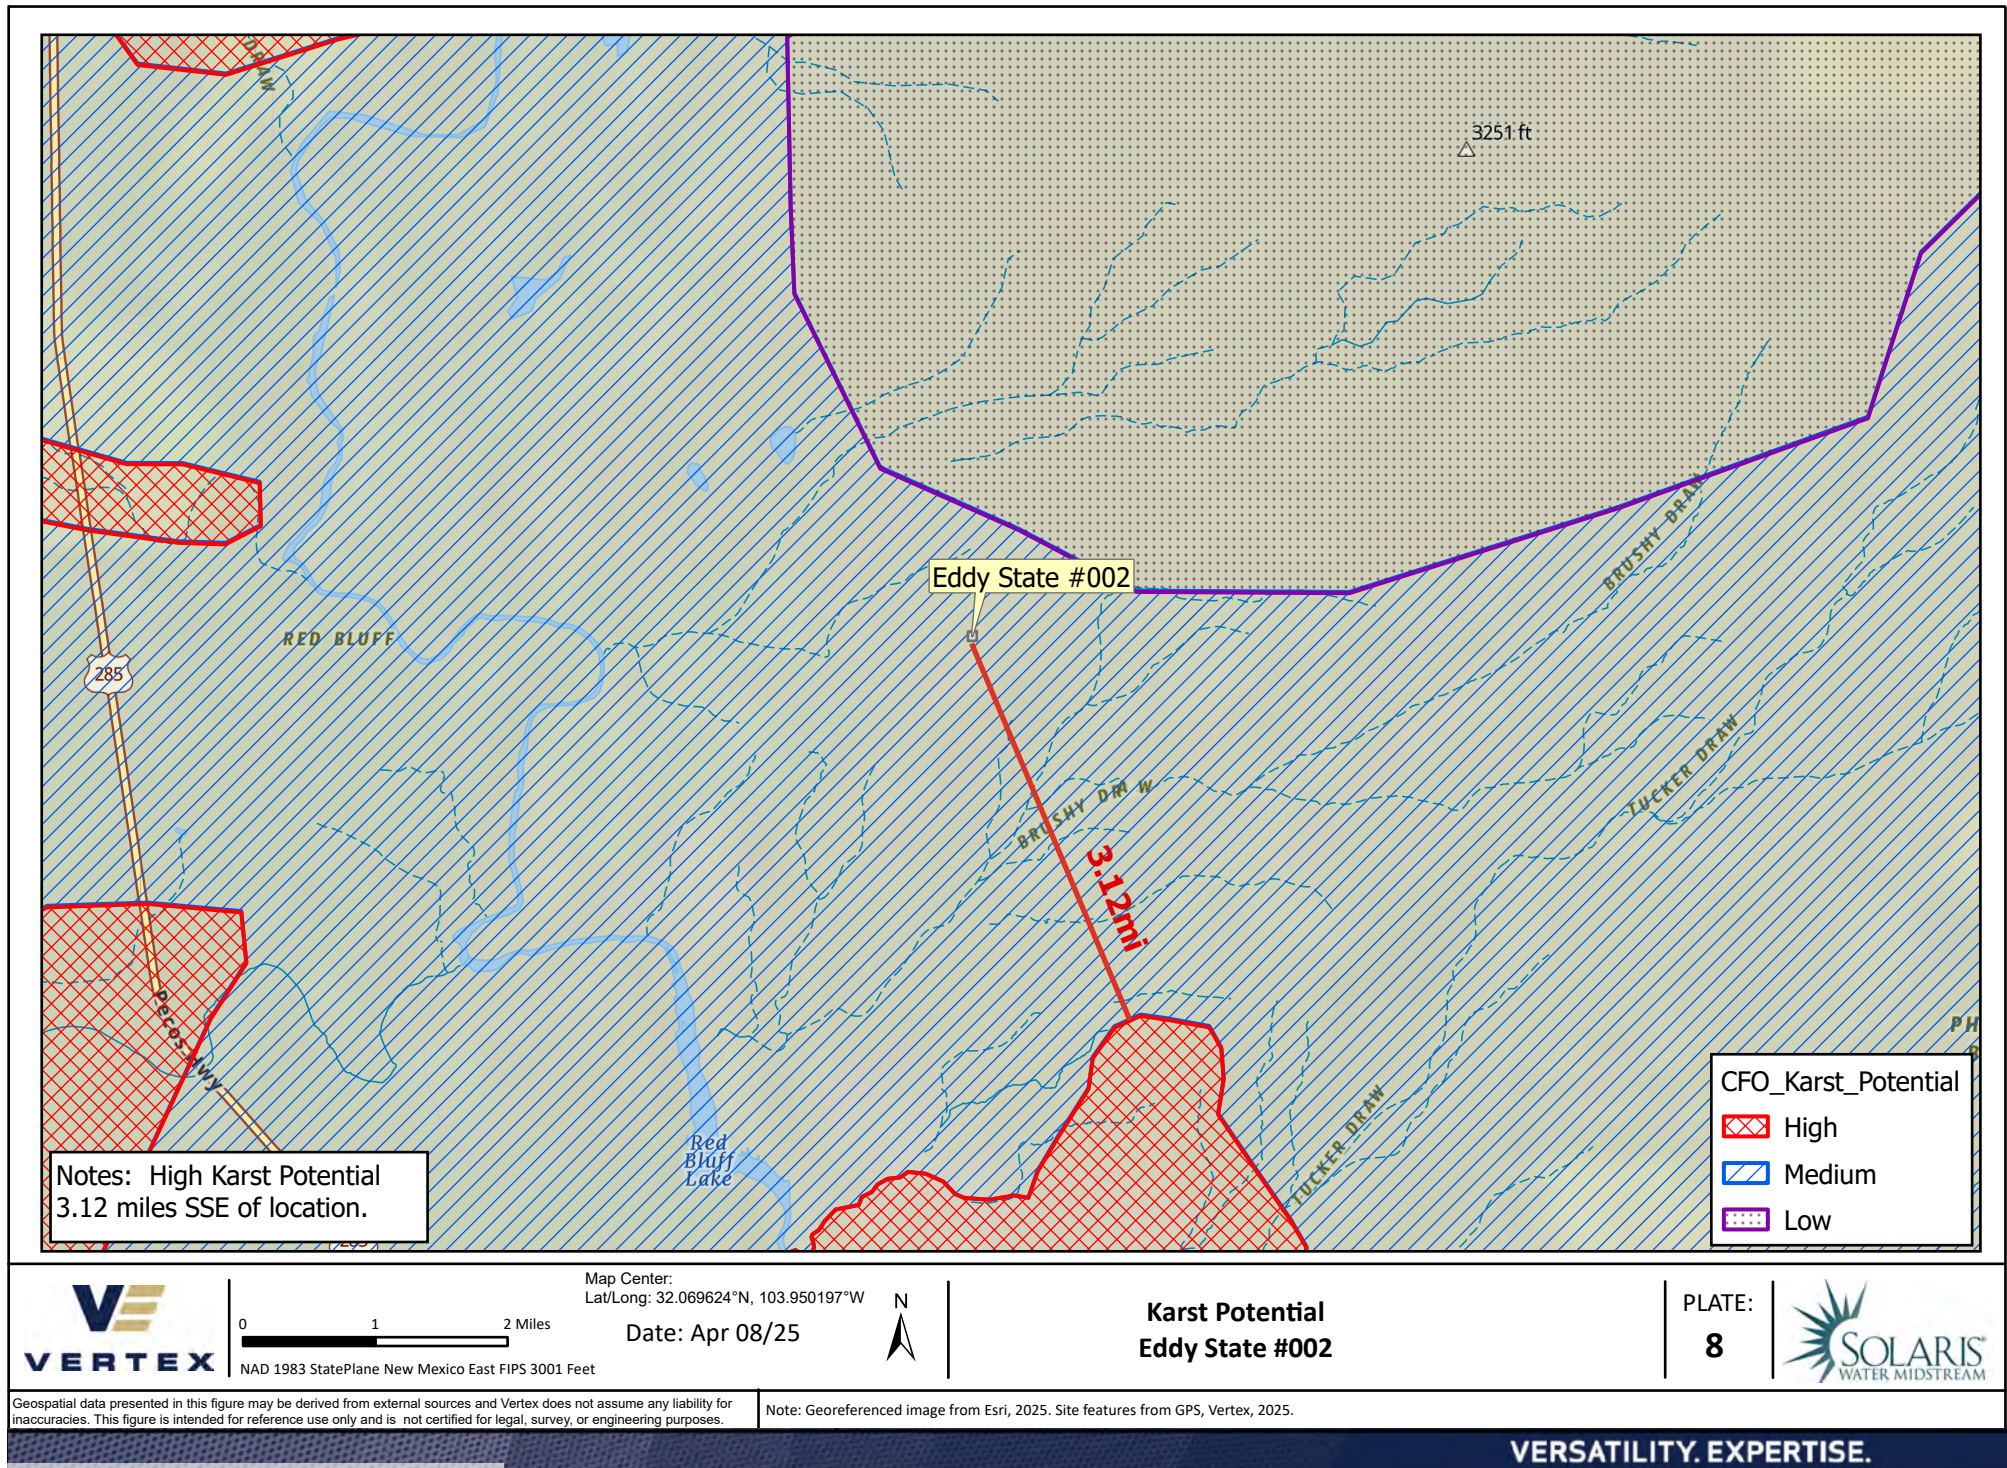 DRAW
3251 ft
BRUSHY DRAW
Eddy State #002
RED BLUFF
285
TUCKER DRAW
BRUSHY DRAW
3.12mi
Pecos Hwy
PH
TUCKER DRAW
Red
Bluff
Lake
CFO_Karst_Potential
High
Medium
Low
Notes: High Karst Potential
3.12 miles SSE of location.
VERTEX
0 1 2 Miles
NAD 1983 StatePlane New Mexico East FIPS 3001 Feet
Map Center:
Lat/Long: 32.069624°N, 103.950197°W
Date: Apr 08/25
N
Karst Potential
Eddy State #002
PLATE:
8
SOLARIS
WATER MIDSTREAM
Geospatial data presented in this figure may be derived from external sources and Vertex does not assume any liability for
inaccuracies. This figure is intended for reference use only and is not certified for legal, survey, or engineering purposes.
Note: Georeferenced image from Esri, 2025. Site features from GPS, Vertex, 2025.
VERSATILITY. EXPERTISE.